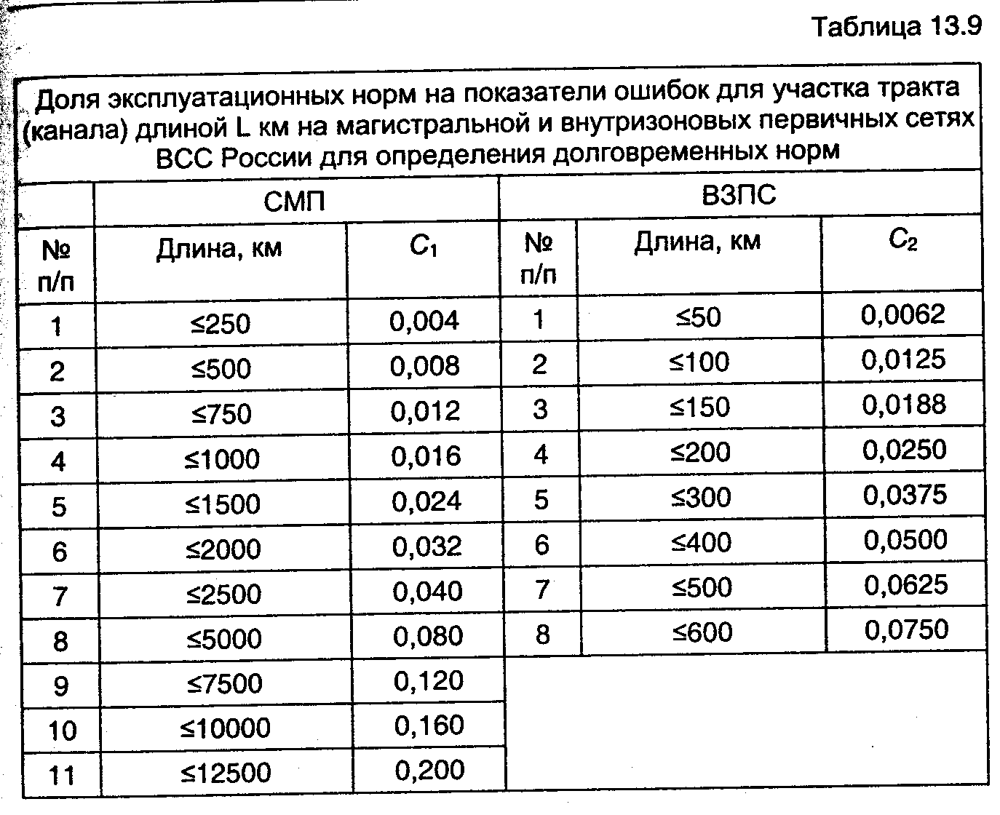 Таблица 13.9
Доля эксплуатационных норм на показатели ошибок для участка тракта
(канала) длиной L км на магистральной и внутризоновых первичных сетях
ВСС России для определения долговременных норм
СМП ВЗПС
№ п/п Длина, км C1 № п/п Длина, км C2
1 ≤250 0,004 1 ≤50 0,0062
2 ≤500 0,008 2 ≤100 0,0125
3 ≤750 0,012 3 ≤150 0,0188
4 ≤1000 0,016 4 ≤200 0,0250
5 ≤1500 0,024 5 ≤300 0,0375
6 ≤2000 0,032 6 ≤400 0,0500
7 ≤2500 0,040 7 ≤500 0,0625
8 ≤5000 0,080 8 ≤600 0,0750
9 ≤7500 0,120
10 ≤10000 0,160
11 ≤12500 0,200